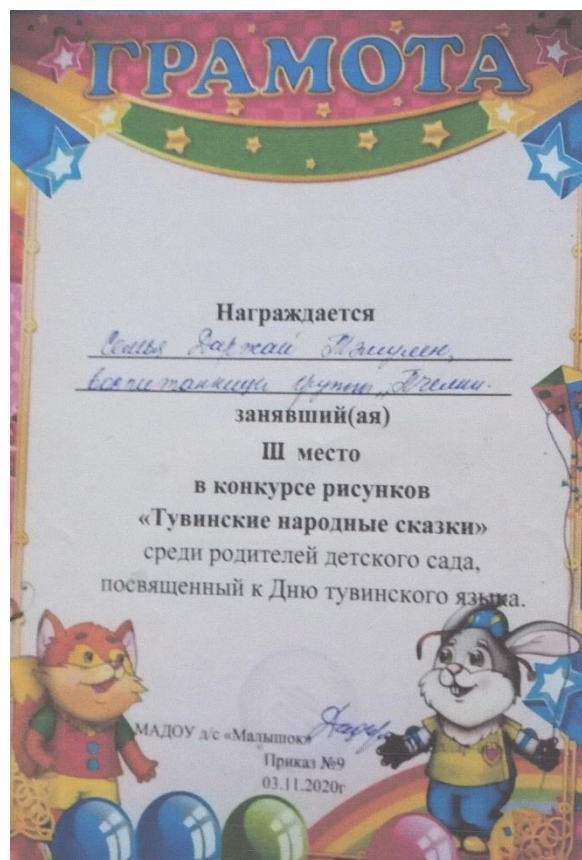 ГРАМОТА
Награждается
Семья Даржай Тэмулен,
воспитанницы группы „Пчелки"
занявший(ая)
III место
в конкурсе рисунков
«Тувинские народные сказки»
среди родителей детского сада,
посвященный к Дню тувинского языка.
МАДОУ д/с «Малышок»
Приказ №9
03.11.2020г